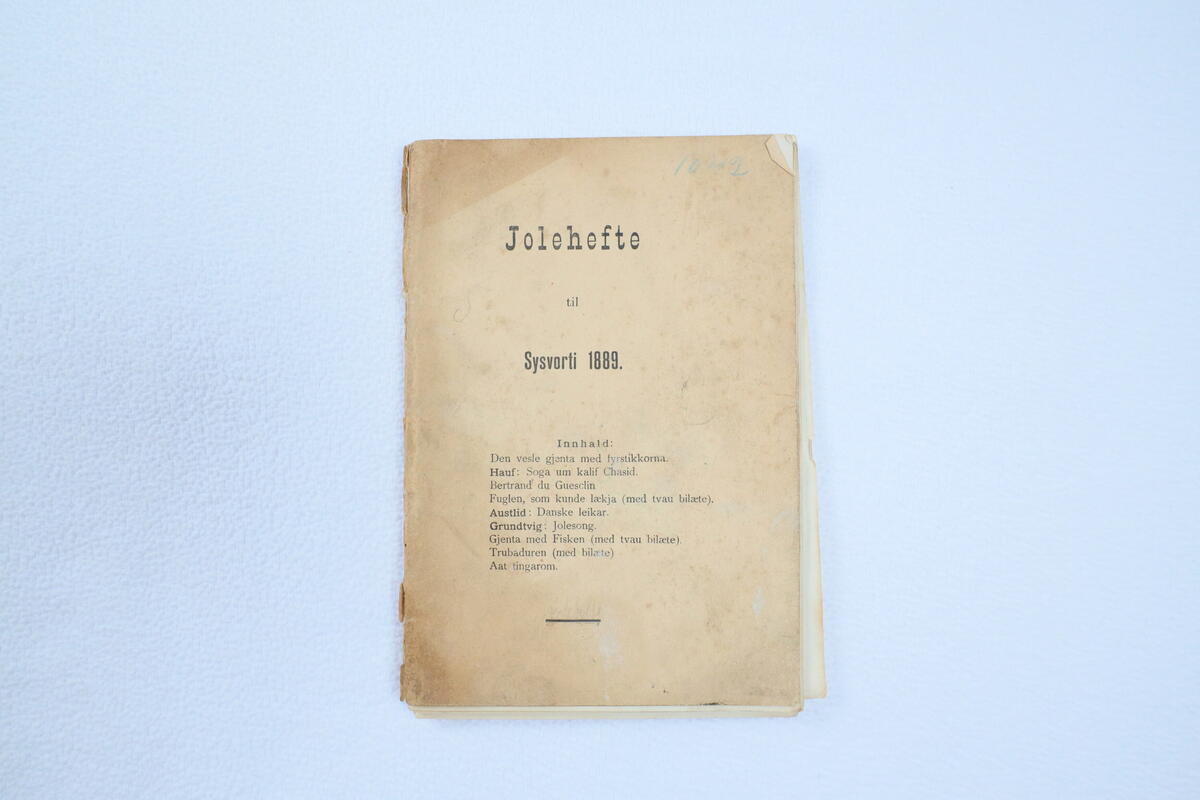 Jolehefte
til
Sysvorti 1889.
Innhald:
Den vesle gjenta med fyrstikkorna.
Hauf: Soga um kalif Chasid.
Bertrand du Guesclin
Fuglen, som kunde lækja (med tvau bilæte).
Austlid: Danske leikar.
Grundtvig: Jolesong.
Gjenta med Fisken (med tvau bilæte).
Trubaduren (med bilæte)
Aat tingarom.